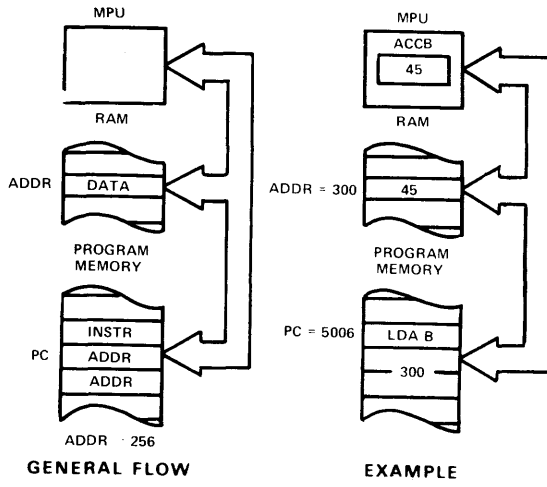 MPU
RAM
ADDR
DATA
PROGRAM
MEMORY
INSTR
PC
ADDR
ADDR
ADDR 256
GENERAL FLOW
MPU
ACCB
45
RAM
ADDR = 300
45
PROGRAM
MEMORY
PC = 5006
LDA B
300
EXAMPLE